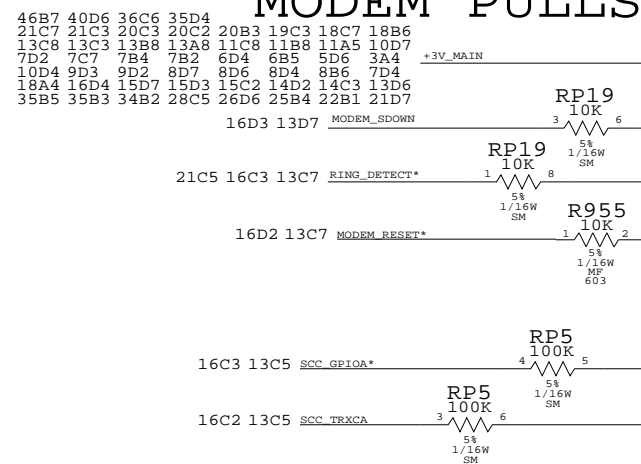 MODEM PULLS
46B7 40D6 36C6 35D4
21C7 21C3 20C3 20C2 20B3 19C3 18C7 18B6
13C8 13C3 13B8 13A8 11C8 11B8 11A5 10D7
7D2 7C7 7B4 7B2 6D4 6B5 5D6 3A4
10D4 9D3 9D2 8D7 8D6 8D4 8B6 7D4
18A4 16D4 15D7 15D3 15C2 14D2 14C3 13D6
35B5 35B3 34B2 28C5 26D6 25B4 22B1 21D7
+3V_MAIN
RP19
10K
16D3 13D7 MODEM_SDOWN 3 6
5%
1/16W
SM
RP19
10K
21C5 16C3 13C7 RING_DETECT* 1 8
5%
1/16W
SM
R955
10K
16D2 13C7 MODEM_RESET* 1 2
5%
1/16W
MF
603
RP5
100K
16C3 13C5 SCC_GPIOA* 4 5
5%
1/16W
SM
RP5
100K
16C2 13C5 SCC_TRXCA 3 6
5%
1/16W
SM